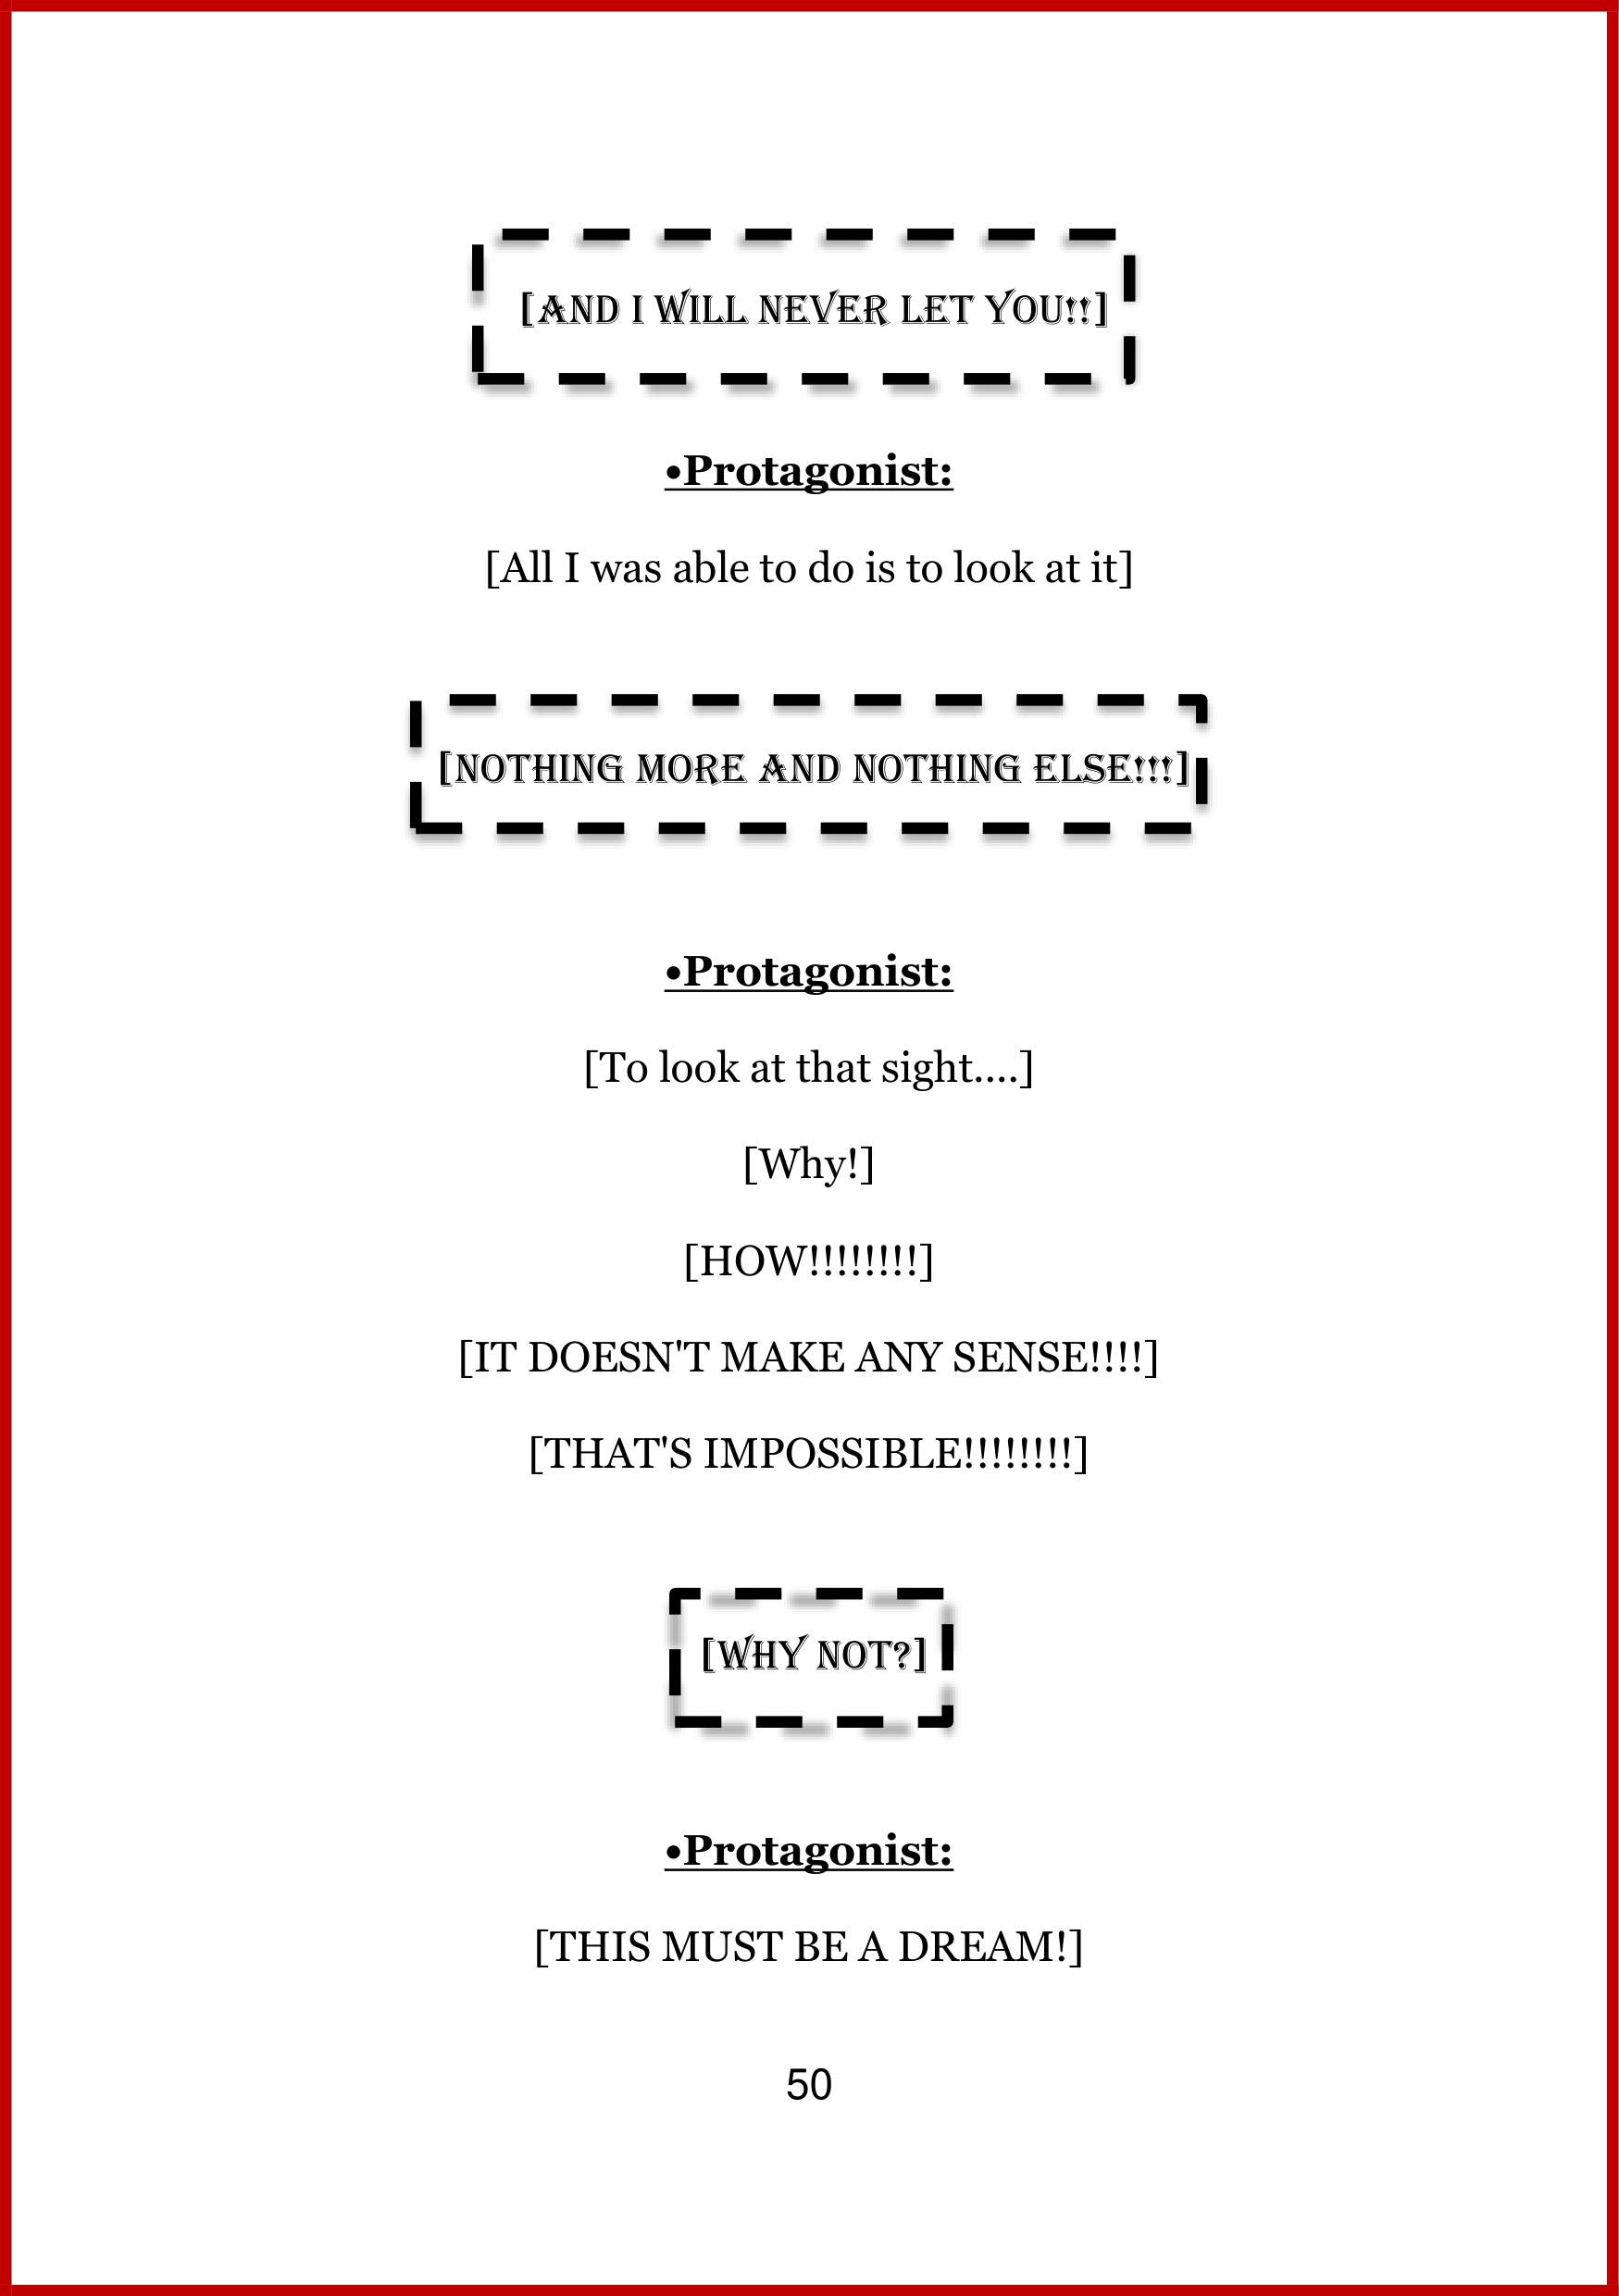 [AND I WILL NEVER LET YOU!!]
•Protagonist:
[All I was able to do is to look at it]
[NOTHING MORE AND NOTHING ELSE!!!]
•Protagonist:
[To look at that sight....]
[Why!]
[HOW!!!!!!!!]
[IT DOESN'T MAKE ANY SENSE!!!!]
[THAT'S IMPOSSIBLE!!!!!!!!]
[WHY NOT?]
•Protagonist:
[THIS MUST BE A DREAM!]
50